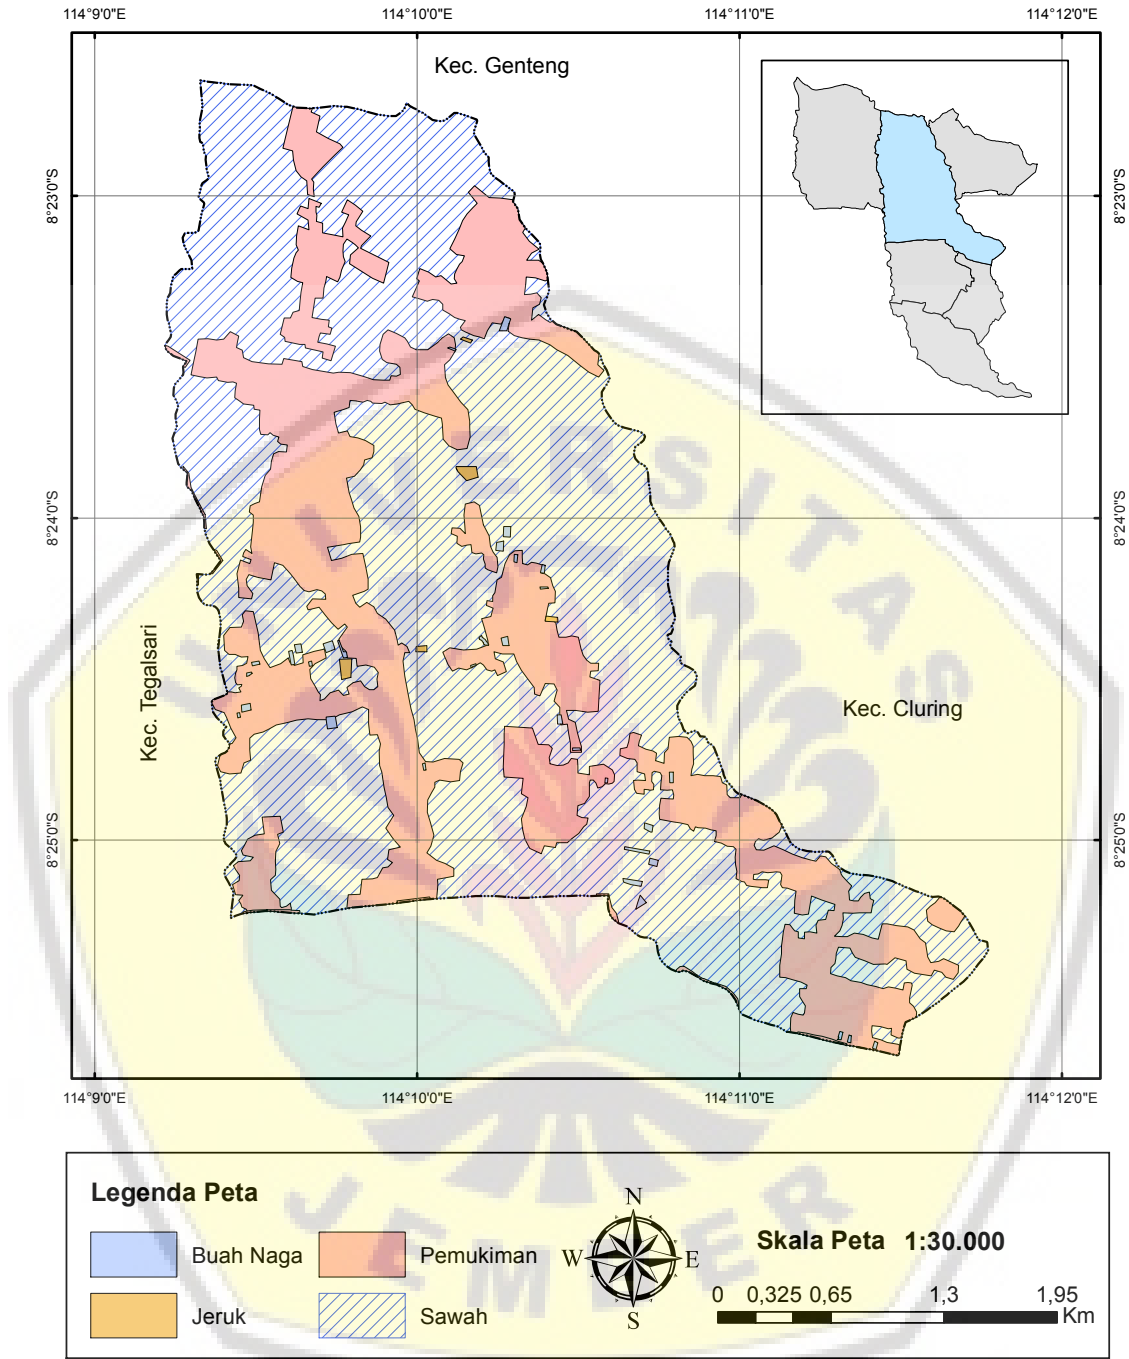 114°9'0"E 114°10'0"E 114°11'0"E 114°12'0"E
Kec. Genteng
8°23'0"S 8°23'0"S
8°24'0"S 8°24'0"S
Kec. Tegalsari
Kec. Cluring
8°25'0"S 8°25'0"S
UNIVERSITAS
114°9'0"E 114°10'0"E 114°11'0"E 114°12'0"E
Legenda Peta
Buah Naga
Pemukiman
Jeruk
Sawah
N
W E
S
Skala Peta 1:30.000
0 0,325 0,65 1,3 1,95
Km
JEMBER